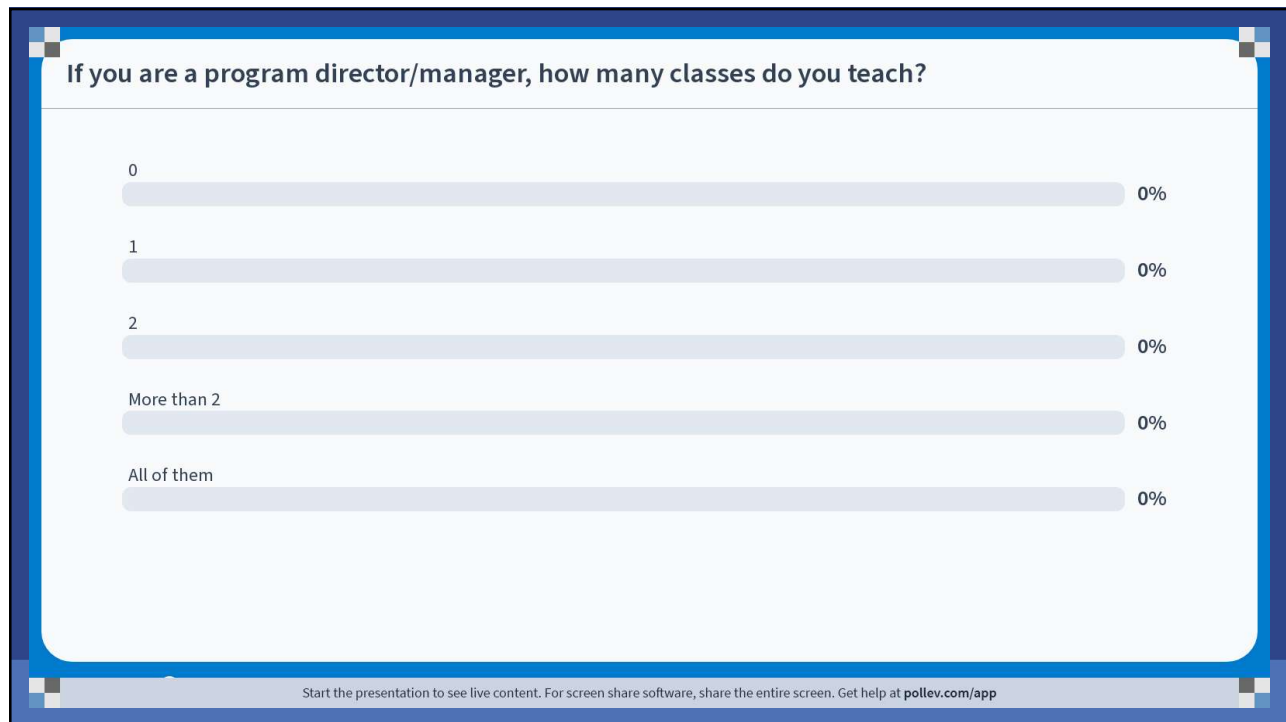 If you are a program director/manager, how many classes do you teach?
0
0%
1
0%
2
0%
More than 2
0%
All of them
0%
Start the presentation to see live content. For screen share software, share the entire screen. Get help at pollev.com/app